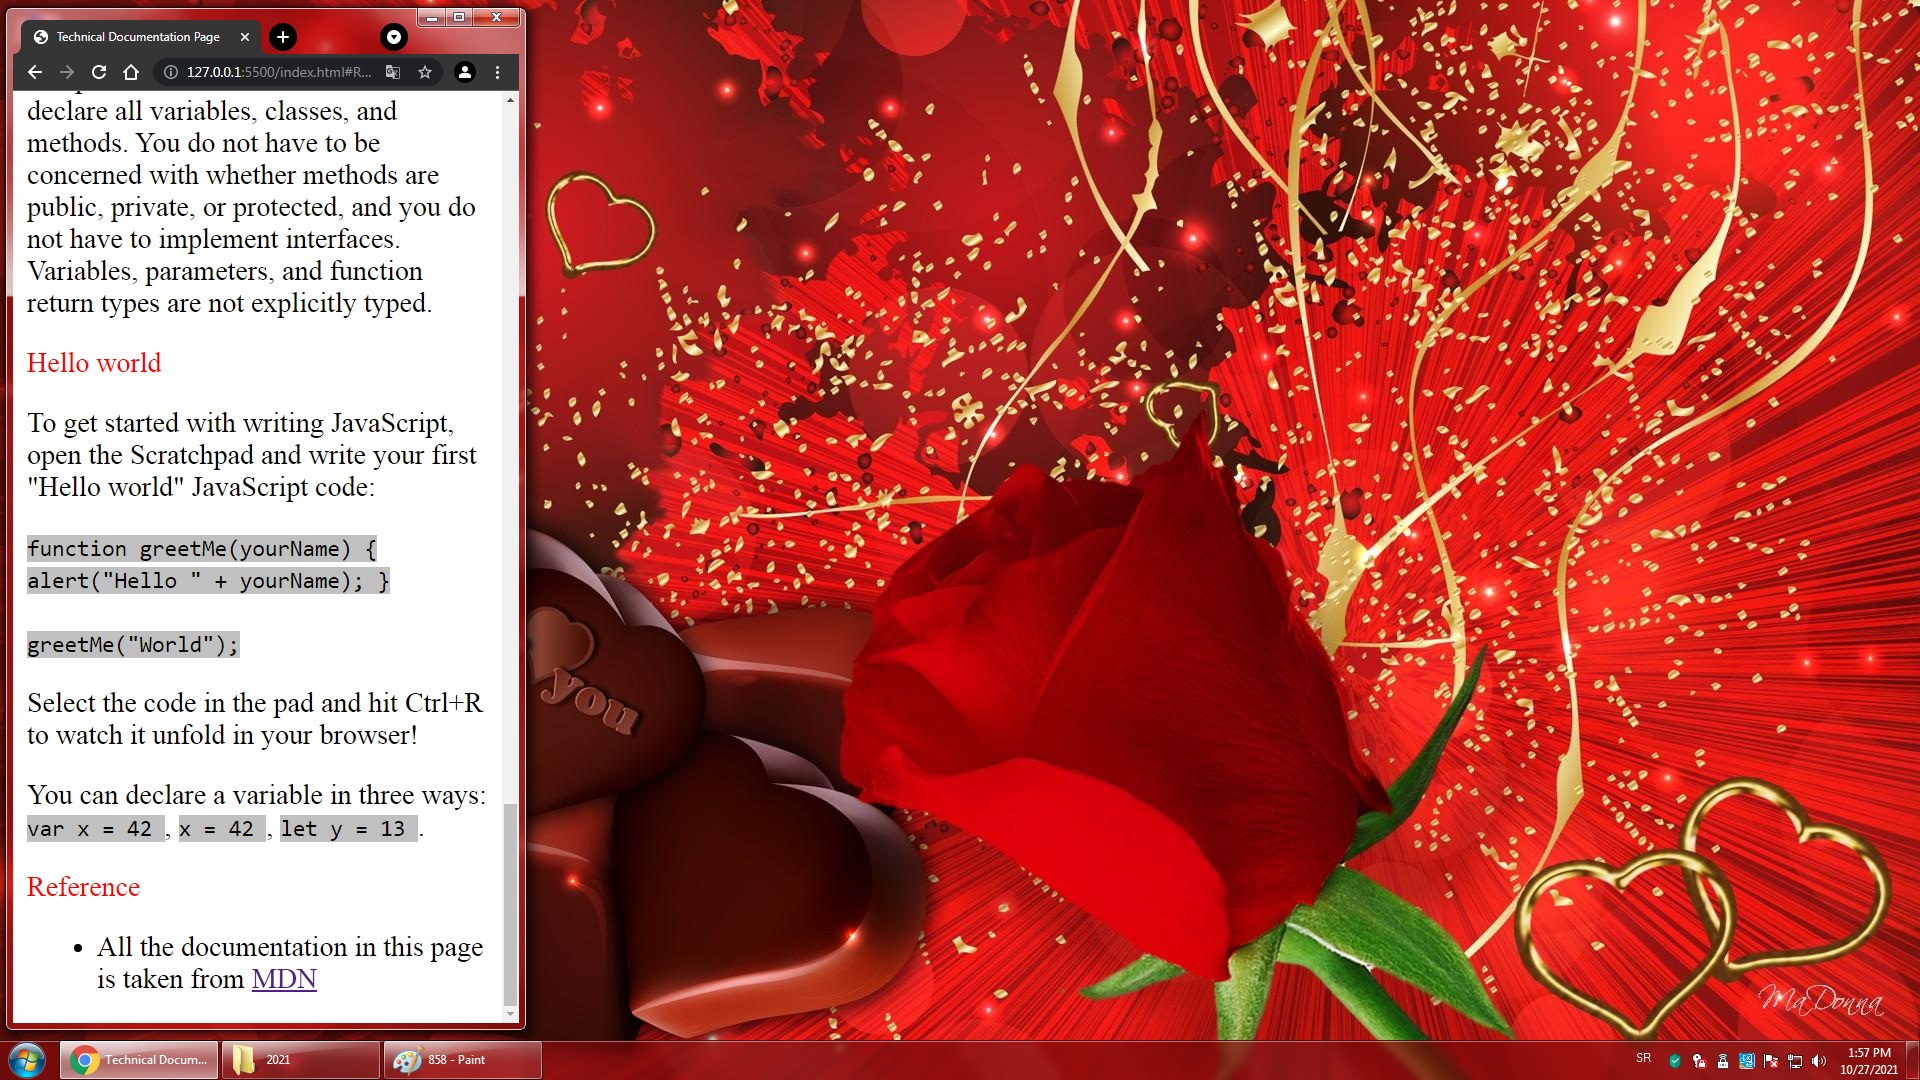 Technical Documentation Page
127.0.0.1:5500/index.html#R...
declare all variables, classes, and
methods. You do not have to be
concerned with whether methods are
public, private, or protected, and you do
not have to implement interfaces.
Variables, parameters, and function
return types are not explicitly typed.
Hello world
To get started with writing JavaScript,
open the Scratchpad and write your first
"Hello world" JavaScript code:
function greetMe(yourName) {
alert("Hello " + yourName); }
greetMe("World");
Select the code in the pad and hit Ctrl+R
to watch it unfold in your browser!
You can declare a variable in three ways:
var x = 42 , x = 42 , let y = 13 .
Reference
• All the documentation in this page
is taken from MDN
you
MaDonna
Technical Docum...
2021
858 - Paint
SR
1:57 PM
10/27/2021